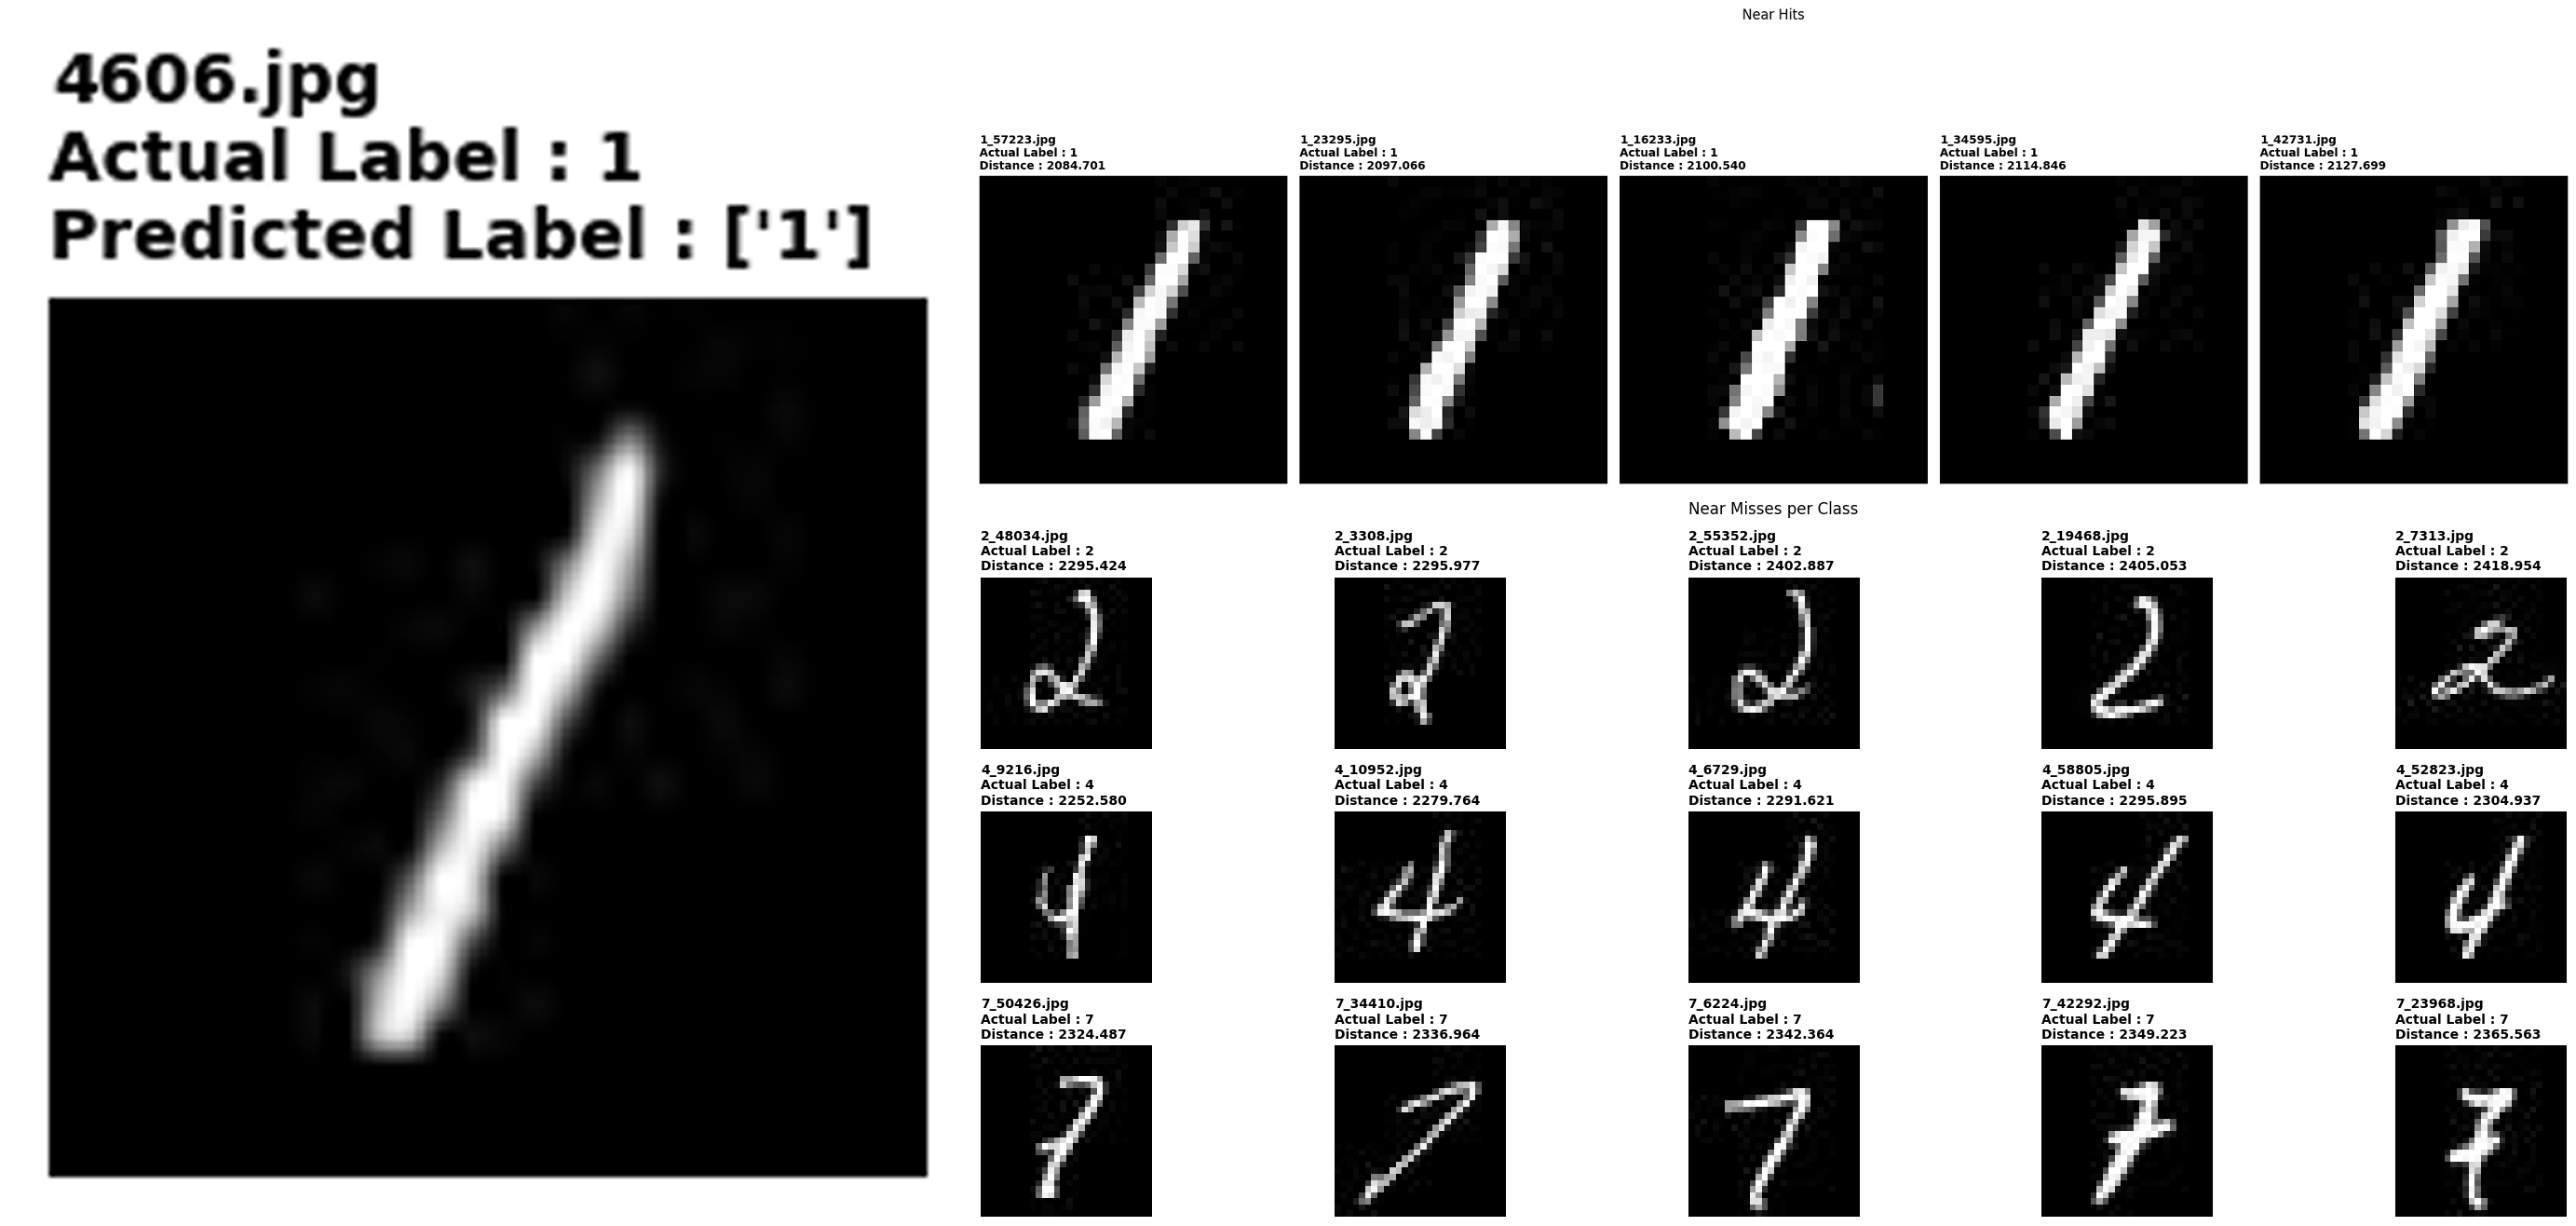 4606.jpg
Actual Label : 1
Predicted Label : ['1']
Near Hits
1_57223.jpg
Actual Label : 1
Distance : 2084.701
1_23295.jpg
Actual Label : 1
Distance : 2097.066
1_16233.jpg
Actual Label : 1
Distance : 2100.540
1_34595.jpg
Actual Label : 1
Distance : 2114.846
1_42731.jpg
Actual Label : 1
Distance : 2127.699
Near Misses per Class
2_48034.jpg
Actual Label : 2
Distance : 2295.424
2_3308.jpg
Actual Label : 2
Distance : 2295.977
2_55352.jpg
Actual Label : 2
Distance : 2402.887
2_19468.jpg
Actual Label : 2
Distance : 2405.053
2_7313.jpg
Actual Label : 2
Distance : 2418.954
4_9216.jpg
Actual Label : 4
Distance : 2252.580
4_10952.jpg
Actual Label : 4
Distance : 2279.764
4_6729.jpg
Actual Label : 4
Distance : 2291.621
4_58805.jpg
Actual Label : 4
Distance : 2295.895
4_52823.jpg
Actual Label : 4
Distance : 2304.937
7_50426.jpg
Actual Label : 7
Distance : 2324.487
7_34410.jpg
Actual Label : 7
Distance : 2336.964
7_6224.jpg
Actual Label : 7
Distance : 2342.364
7_42292.jpg
Actual Label : 7
Distance : 2349.223
7_23968.jpg
Actual Label : 7
Distance : 2365.563